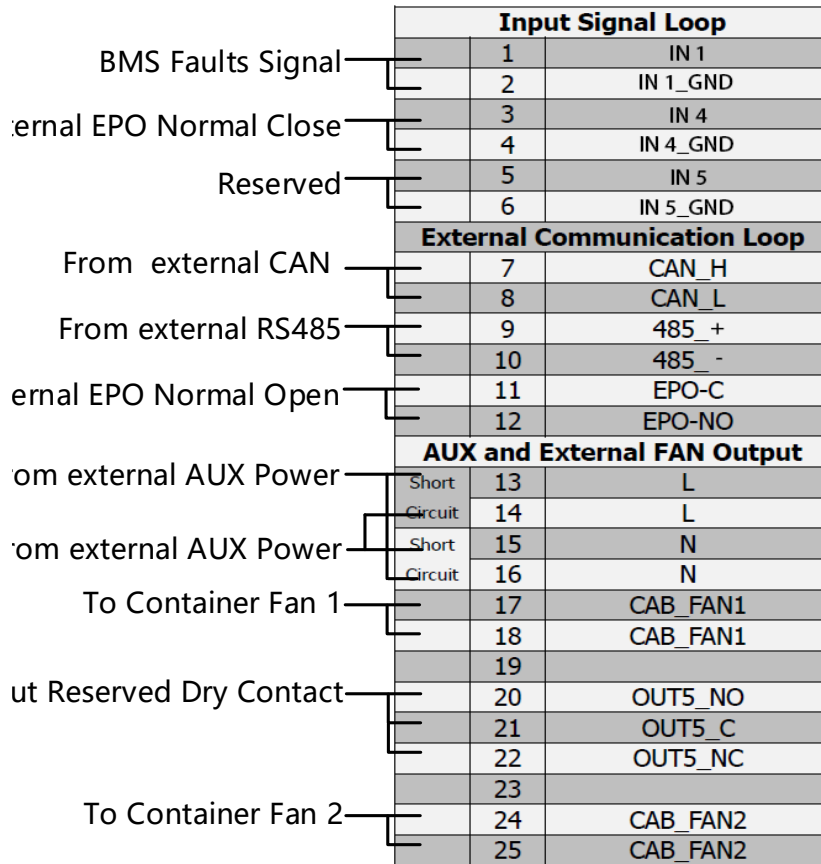 Input Signal Loop
BMS Faults Signal
1 IN 1
2 IN 1_GND
ernal EPO Normal Close
3 IN 4
4 IN 4_GND
Reserved
5 IN 5
6 IN 5_GND
External Communication Loop
From external CAN
7 CAN_H
8 CAN_L
From external RS485
9 485_+
10 485_ -
ernal EPO Normal Open
11 EPO-C
12 EPO-NO
AUX and External FAN Output
om external AUX Power
Short 13 L
Circuit 14 L
om external AUX Power
Short 15 N
Circuit 16 N
To Container Fan 1
17 CAB_FAN1
18 CAB_FAN1
19
ut Reserved Dry Contact
20 OUT5_NO
21 OUT5_C
22 OUT5_NC
23
To Container Fan 2
24 CAB_FAN2
25 CAB_FAN2